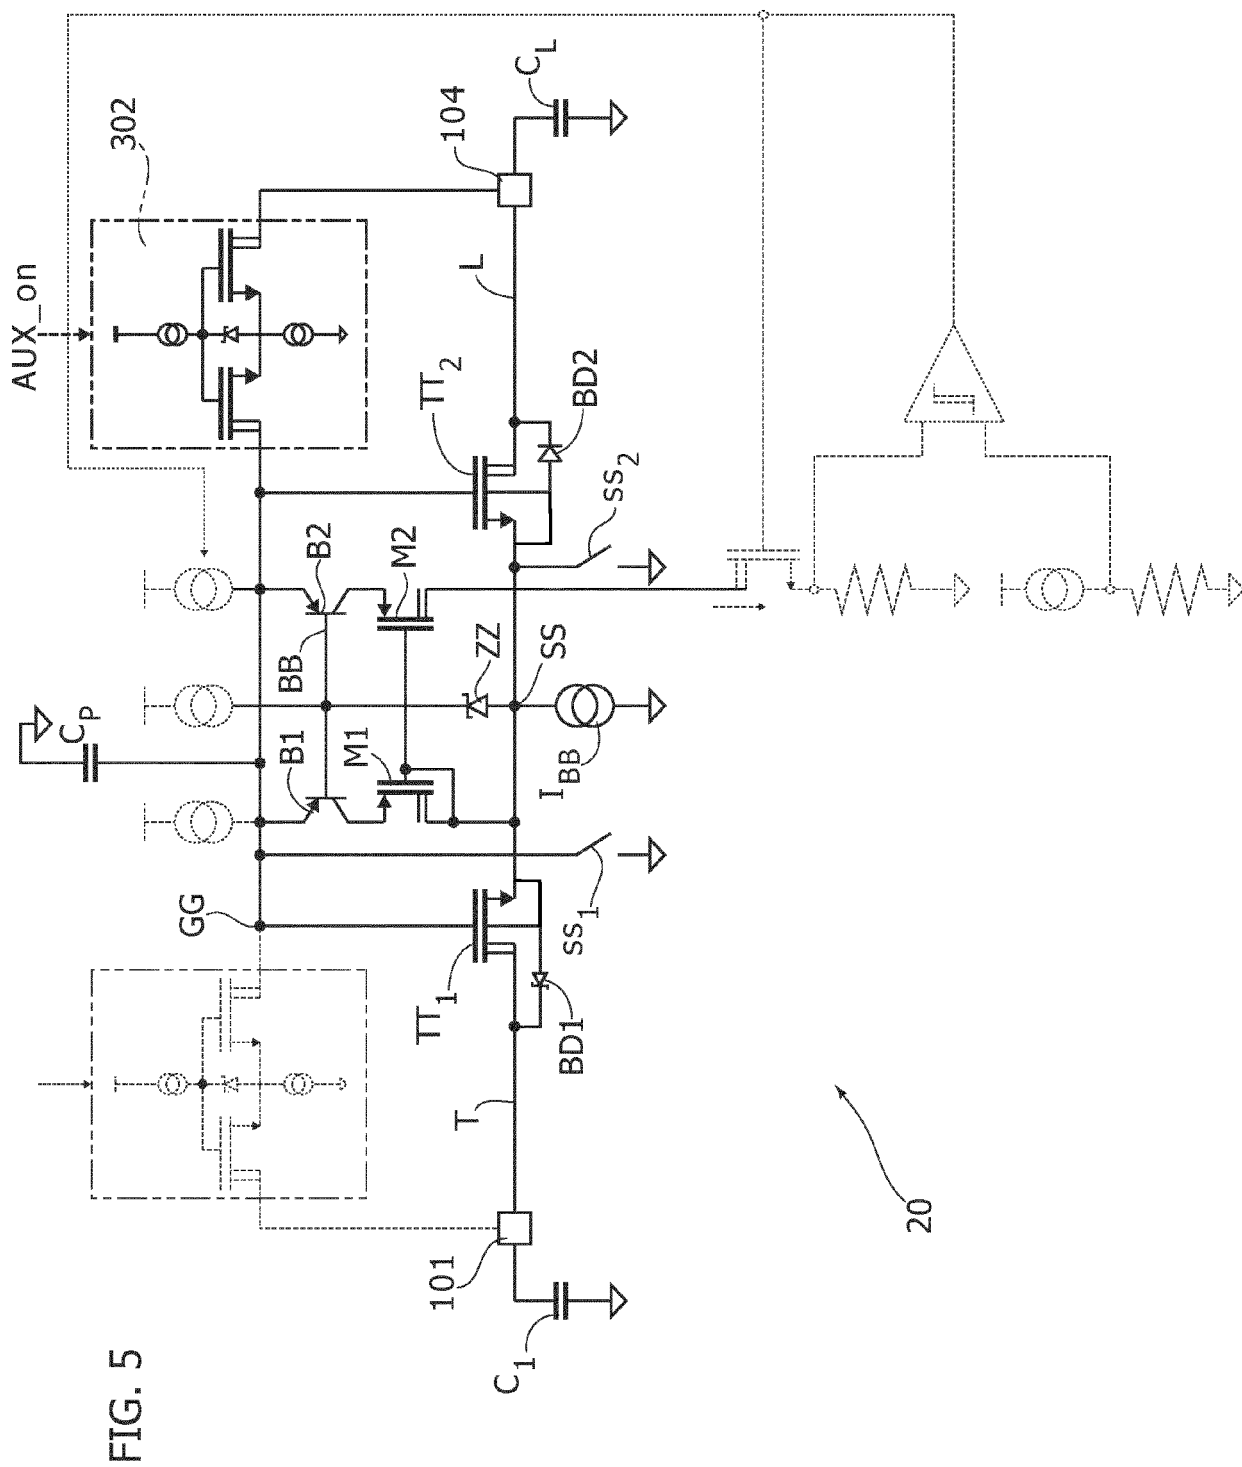 FIG. 5
20
AUX_on
302
C_P
GG
B1
BB
B2
M1
M2
ZZ
SS
I_BB
TT_1
TT_2
BD1
BD2
ss_1
ss_2
T
L
101
104
C_1
C_L